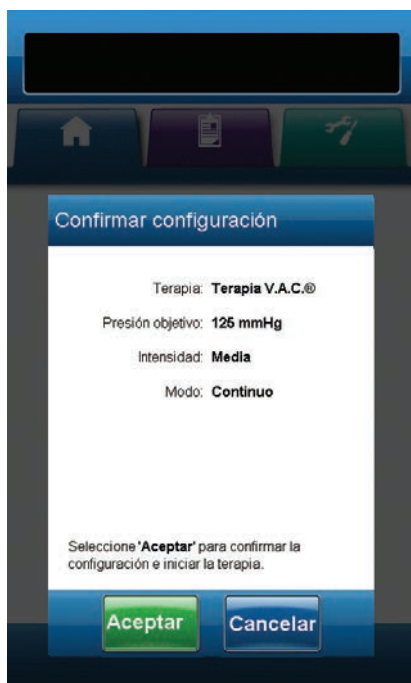 Confirmar configuración
Terapia: Terapia V.A.C.®
Presión objetivo: 125 mmHg
Intensidad: Media
Modo: Continuo
Seleccione 'Aceptar' para confirmar la
configuración e iniciar la terapia.
Aceptar Cancelar